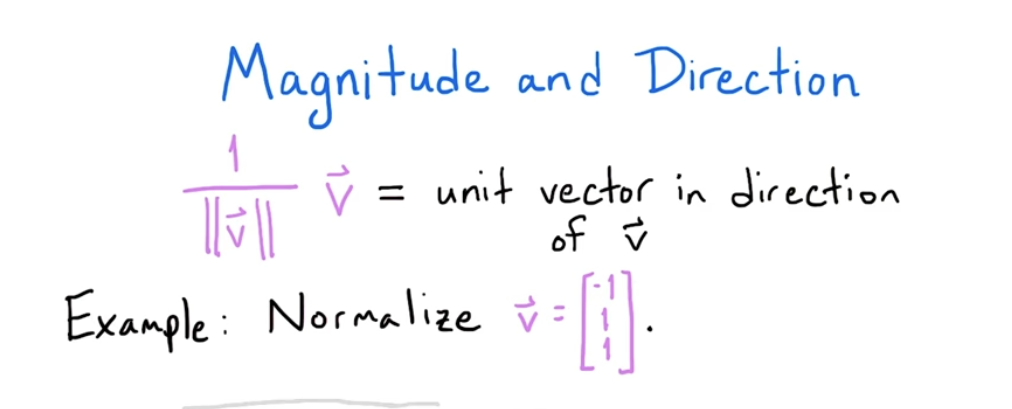 Magnitude and Direction
1/||v⃗|| v⃗ = unit vector in direction
of v⃗
Example: Normalize v⃗ = [-1 1 1].